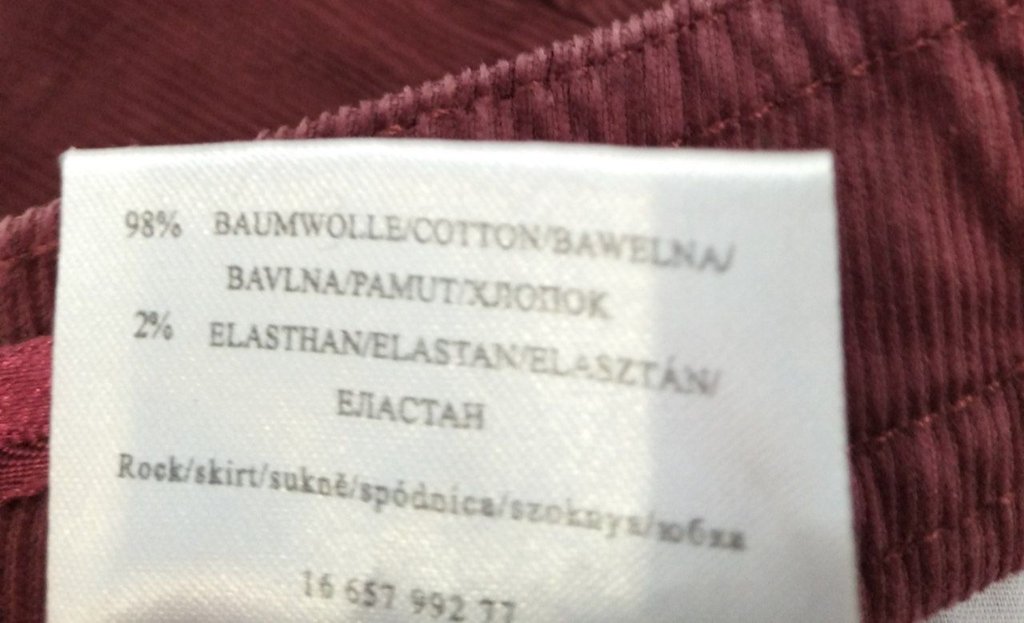 98% BAUMWOLLE/COTTON/BAWELNA/
BAVLNA/PAMUT/ХЛОПОК
2% ELASTHAN/ELASTAN/ELASZTÁN/
ЕЛАСТАН
Rock/skirt/sukně/spódnica/szoknya/юбка
16 657 992 77